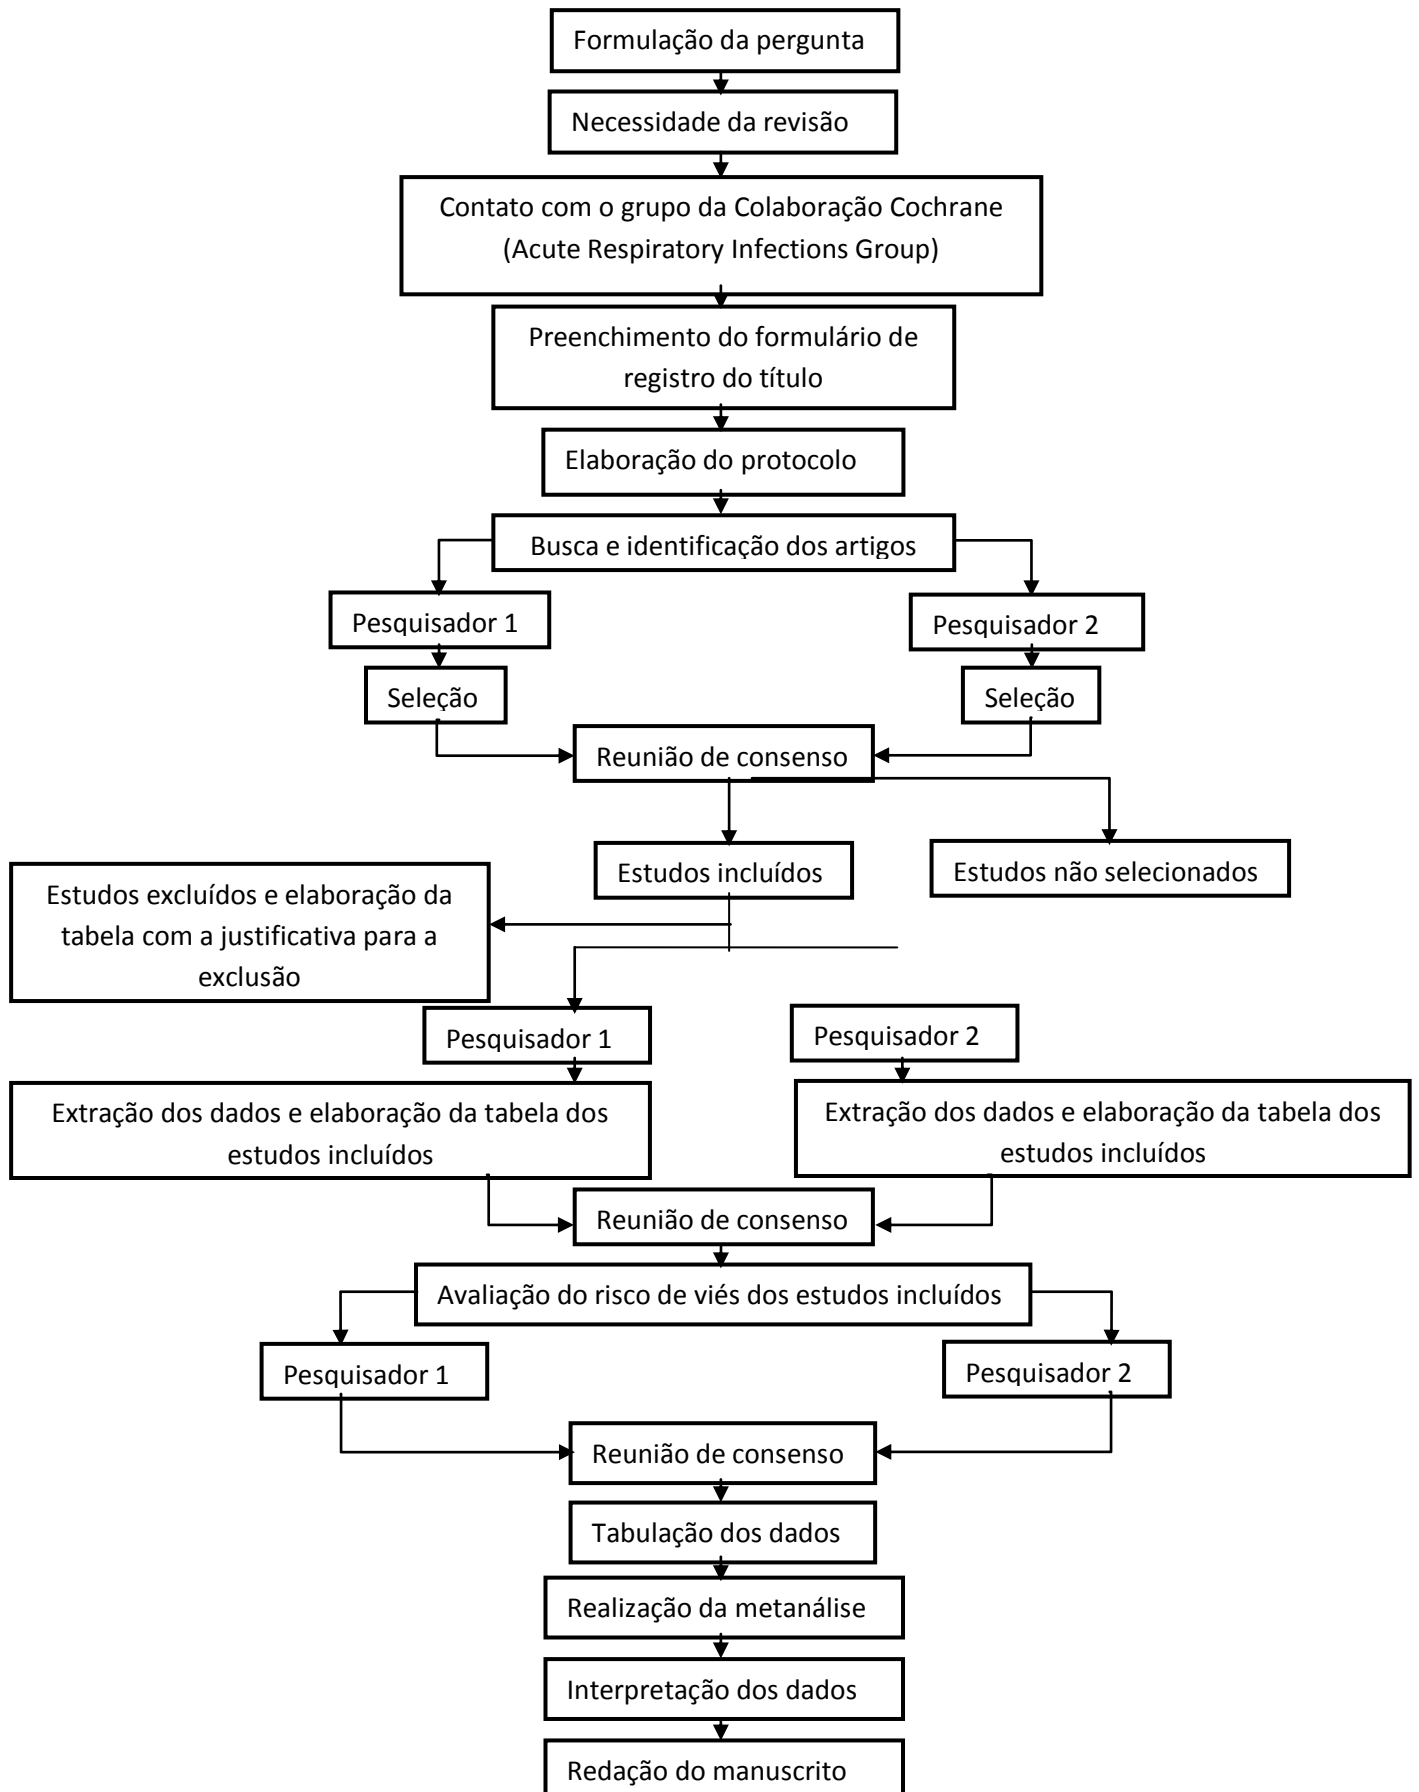 Formulação da pergunta
Necessidade da revisão
Contato com o grupo da Colaboração Cochrane
(Acute Respiratory Infections Group)
Preenchimento do formulário de
registro do título
Elaboração do protocolo
Busca e identificação dos artigos
Pesquisador 1
Pesquisador 2
Seleção
Seleção
Reunião de consenso
Estudos incluídos
Estudos não selecionados
Estudos excluídos e elaboração da
tabela com a justificativa para a
exclusão
Pesquisador 1
Pesquisador 2
Extração dos dados e elaboração da tabela dos
estudos incluídos
Extração dos dados e elaboração da tabela dos
estudos incluídos
Reunião de consenso
Avaliação do risco de viés dos estudos incluídos
Pesquisador 1
Pesquisador 2
Reunião de consenso
Tabulação dos dados
Realização da metanálise
Interpretação dos dados
Redação do manuscrito